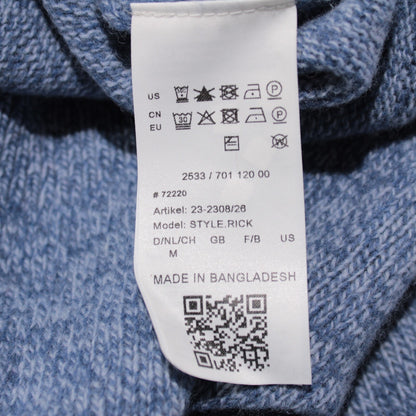 US
CN
EU
2533 / 701 120 00
# 72220
Artikel: 23-2308/26
Model: STYLE.RICK
D/NL/CH GB F/B US
M
MADE IN BANGLADESH